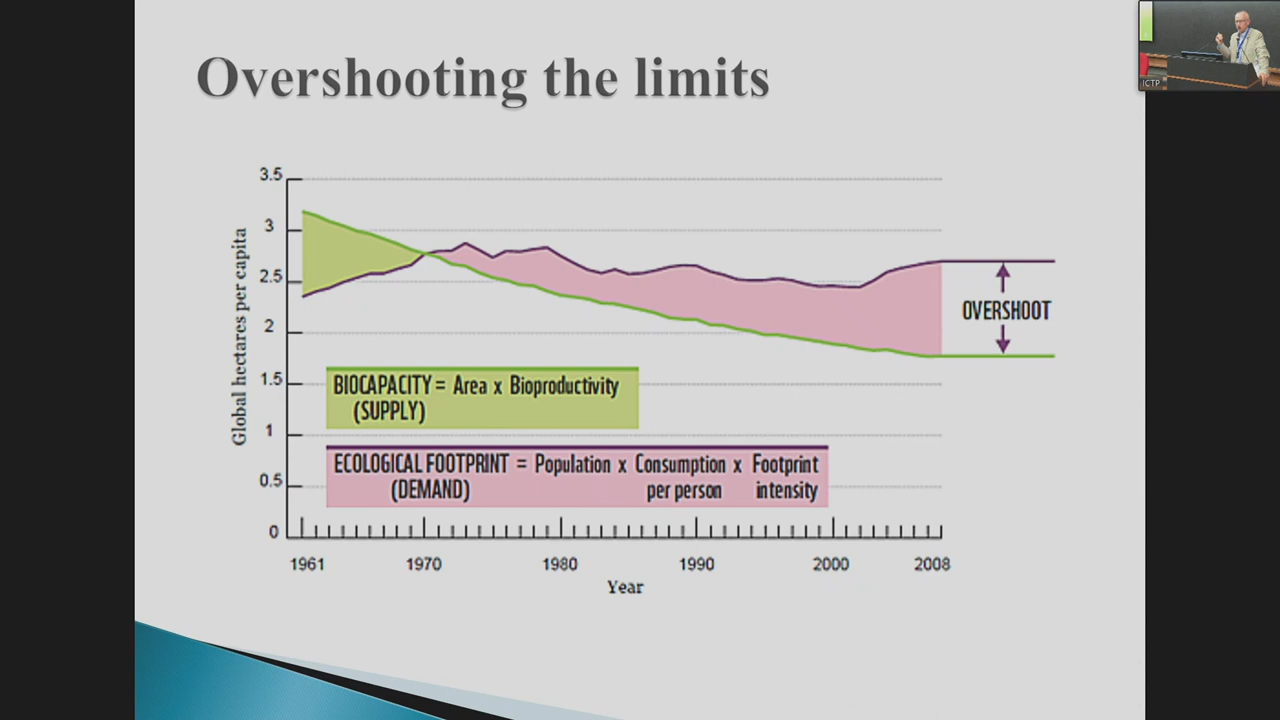 Overshooting the limits
ICTP
3.5
3
2.5
2
1.5
1
0.5
0
Global hectares per capita
OVERSHOOT
BIOCAPACITY = Area x Bioproductivity
(SUPPLY)
ECOLOGICAL FOOTPRINT = Population x Consumption x Footprint
(DEMAND) per person intensity
1961 1970 1980 1990 2000 2008
Year